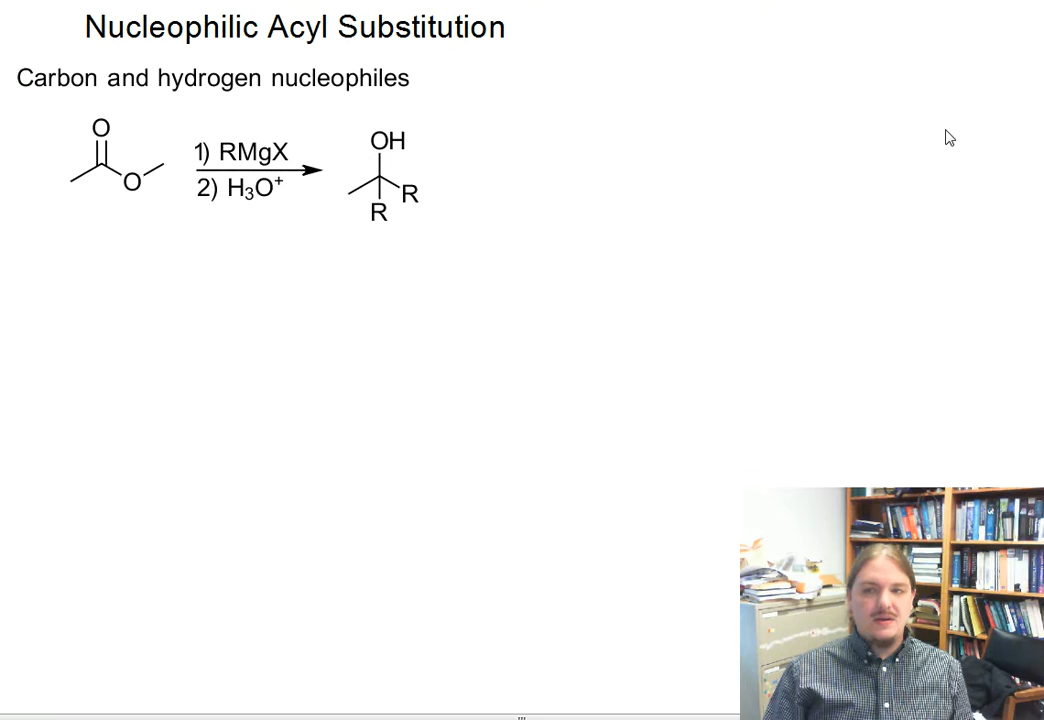 Nucleophilic Acyl Substitution
Carbon and hydrogen nucleophiles
O
O
1) RMgX
2) H₃O⁺
OH
R
R